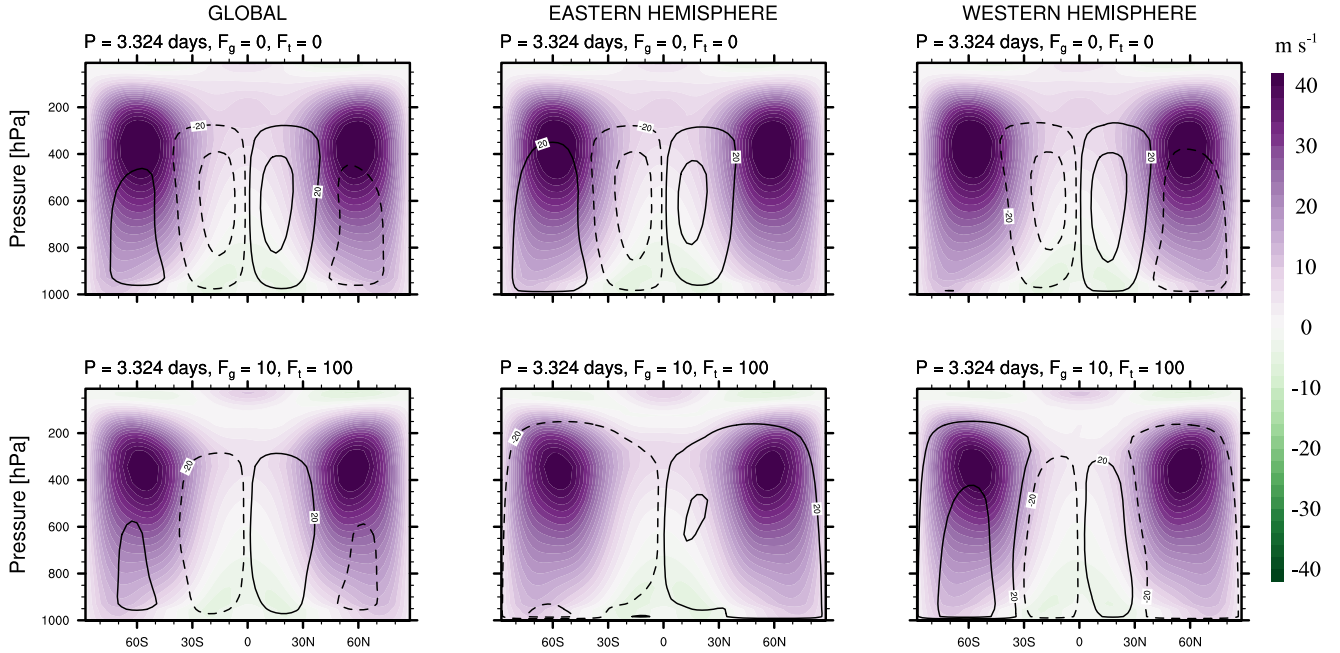 GLOBAL EASTERN HEMISPHERE WESTERN HEMISPHERE
P = 3.324 days, Fg = 0, Ft = 0 P = 3.324 days, Fg = 0, Ft = 0 P = 3.324 days, Fg = 0, Ft = 0
m s-1
Pressure [hPa]
200
400
600
800
1000
-20 20
20 -20 20
-20 20
40
30
20
10
0
-10
-20
-30
-40
P = 3.324 days, Fg = 10, Ft = 100 P = 3.324 days, Fg = 10, Ft = 100 P = 3.324 days, Fg = 10, Ft = 100
Pressure [hPa]
200
400
600
800
1000
-20 20
-20 20
20 -20 20 -20
60S 30S 0 30N 60N 60S 30S 0 30N 60N 60S 30S 0 30N 60N